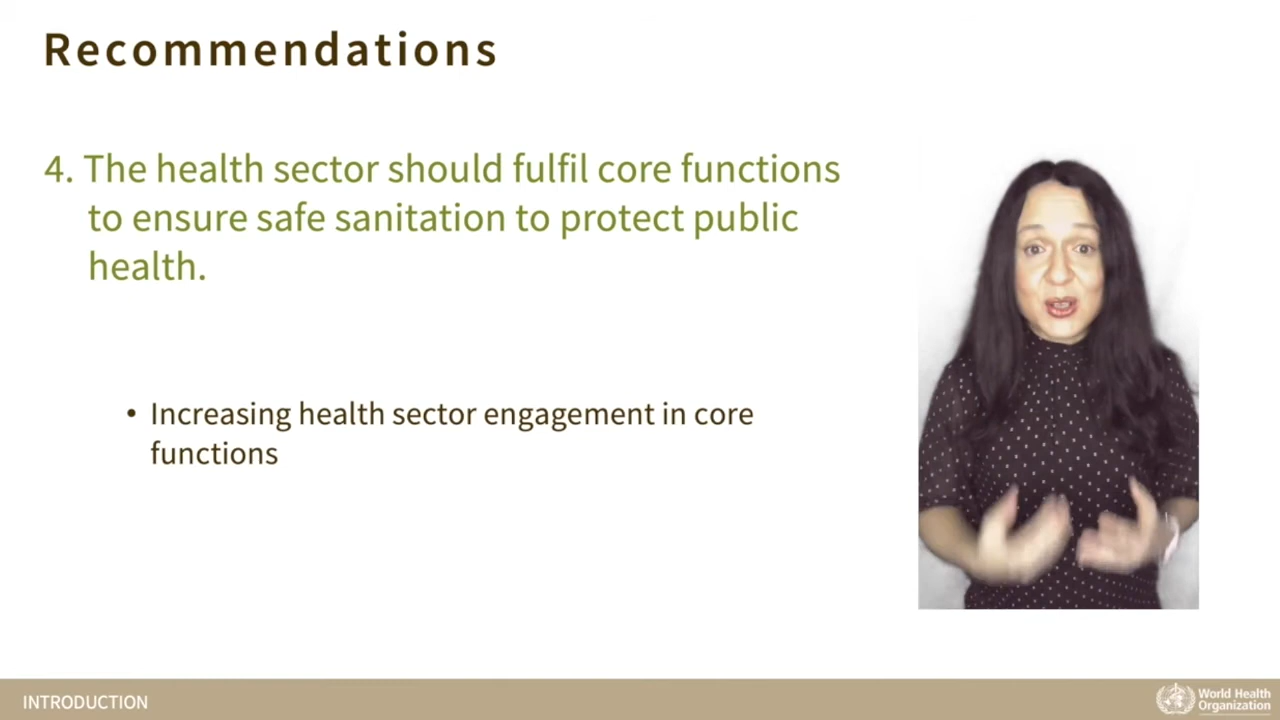 Recommendations
4. The health sector should fulfil core functions
to ensure safe sanitation to protect public
health.
• Increasing health sector engagement in core
functions
INTRODUCTION
World Health
Organization